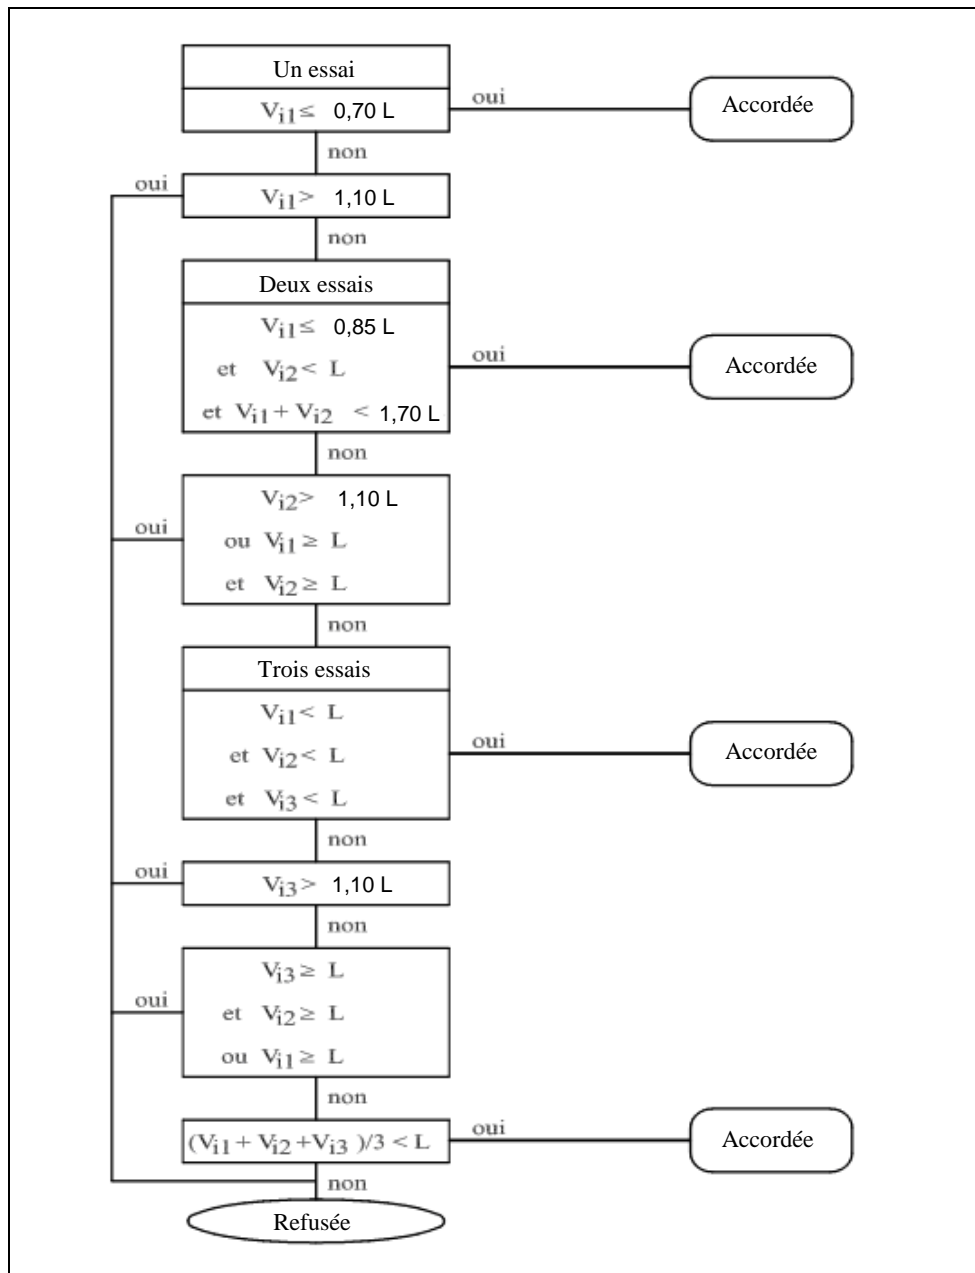 Un essai
Vi1 ≤ 0,70 L
oui
Accordée
non
oui
Vi1 > 1,10 L
non
Deux essais
Vi1 ≤ 0,85 L
et Vi2 < L
et Vi1 + Vi2 < 1,70 L
oui
Accordée
non
oui
Vi2 > 1,10 L
ou Vi1 ≥ L
et Vi2 ≥ L
non
Trois essais
Vi1 < L
et Vi2 < L
et Vi3 < L
oui
Accordée
non
oui
Vi3 > 1,10 L
non
oui
Vi3 ≥ L
et Vi2 ≥ L
ou Vi1 ≥ L
non
(Vi1 + Vi2 +Vi3 )/3 < L
oui
Accordée
non
Refusée